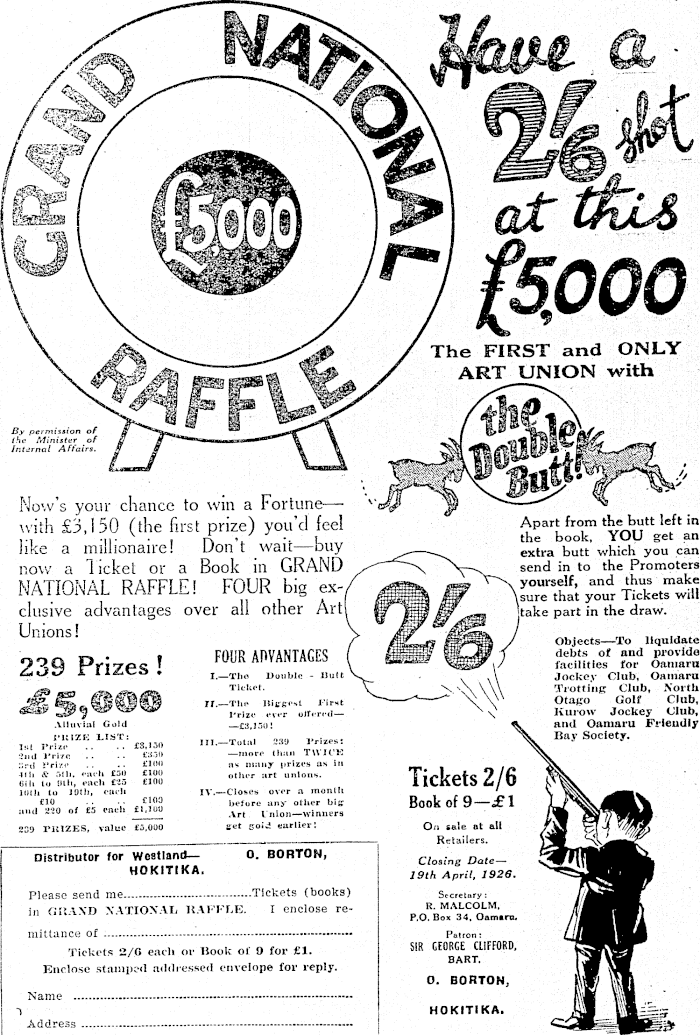 GRAND NATIONAL
RAFFLE
£5,000
By permission of
the Minister of
Internal Affairs.
Have a
2/6 shot
at this
£5,000
The FIRST and ONLY
ART UNION with
the
Double
Butt!
Apart from the butt left in
the book, YOU get an
extra butt which you can
send in to the Promoters
yourself, and thus make
sure that your Tickets will
take part in the draw.
Now's your chance to win a Fortune—
with £3,150 (the first prize) you'd feel
like a millionaire! Don't wait—buy
now a Ticket or a Book in GRAND
NATIONAL RAFFLE! FOUR big ex-
clusive advantages over all other Art
Unions!
2/6
Objects—To liquidate
debts of and provide
facilities for Oamaru
Jockey Club, Oamaru
Trotting Club, North
Otago Golf Club,
Kurow Jockey Club,
and Oamaru Friendly
Bay Society.
239 Prizes!
£5,000
Alluvial Gold
PRIZE LIST:
1st Prize .. .. £3,150
2nd Prize .. .. £350
3rd Prize .. .. £100
4th & 5th, each £50 £100
6th to 9th, each £25 £100
10th to 19th, each
£10 .. .. £100
and 220 of £5 each £1,100
239 PRIZES, value £5,000
FOUR ADVANTAGES
I.—The Double-Butt
Ticket.
II.—The Biggest First
Prize ever offered—
—£3,150!
III.—Total 239 Prizes:
—more than TWICE
as many prizes as in
other art unions.
IV.—Closes over a month
before any other big
Art Union—winners
get gold earlier!
Tickets 2/6
Book of 9—£1
On sale at all
Retailers.
Closing Date—
19th April, 1926.
Secretary:
R. MALCOLM,
P.O. Box 34, Oamaru.
Patron:
SIR GEORGE CLIFFORD,
BART.
O. BORTON,
HOKITIKA.
Distributor for Westland— O. BORTON,
HOKITIKA.
Please send me..............................Tickets (books)
in GRAND NATIONAL RAFFLE. I enclose re-
mittance of ..............................
Tickets 2/6 each or Book of 9 for £1.
Enclose stamped addressed envelope for reply.
Name ..............................
Address ..............................